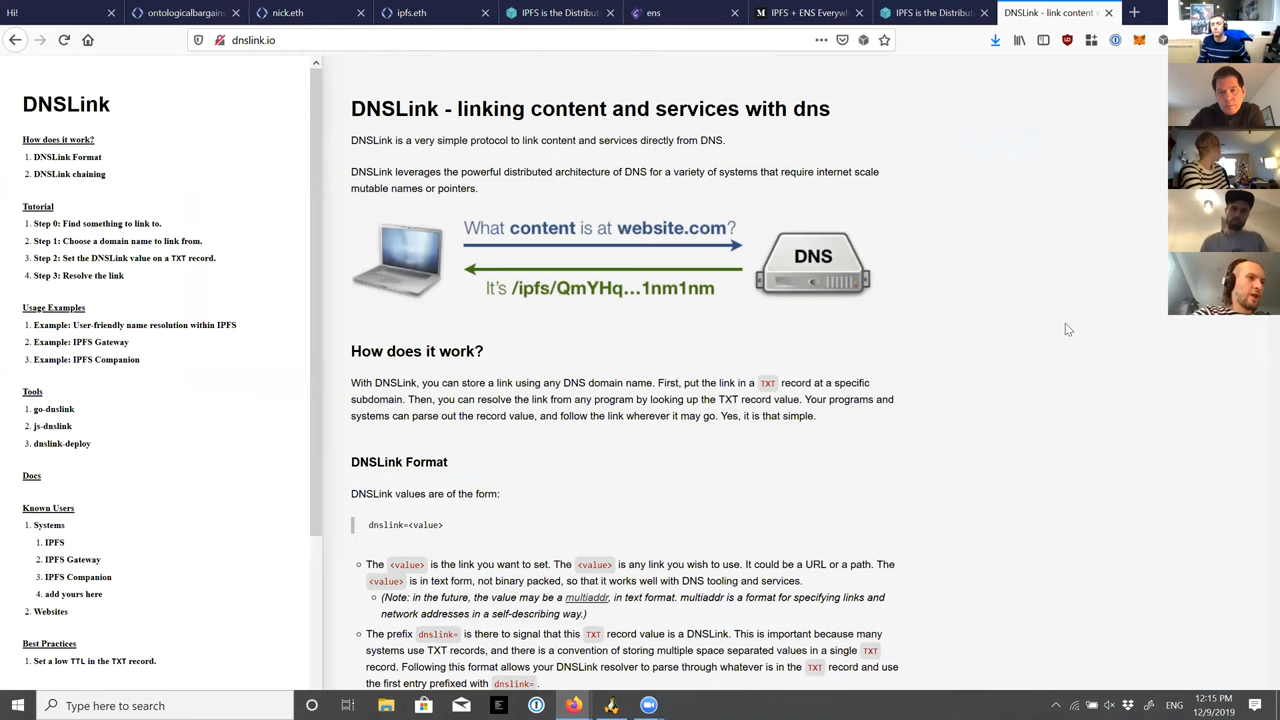 Hi!
ontologicalbargains
nick.eth
ipfs.eth
IPFS is the Distribute
ens
IPFS + ENS Everywh
IPFS is the Distribute
DNSLink - link content
dnslink.io
DNSLink
How does it work?
1. DNSLink Format
2. DNSLink chaining
Tutorial
1. Step 0: Find something to link to.
2. Step 1: Choose a domain name to link from.
3. Step 2: Set the DNSLink value on a TXT record.
4. Step 3: Resolve the link
Usage Examples
1. Example: User-friendly name resolution within IPFS
2. Example: IPFS Gateway
3. Example: IPFS Companion
Tools
1. go-dnslink
2. js-dnslink
3. dnslink-deploy
Docs
Known Users
1. Systems
1. IPFS
2. IPFS Gateway
3. IPFS Companion
4. add yours here
2. Websites
Best Practices
1. Set a low TTL in the TXT record.
DNSLink - linking content and services with dns
DNSLink is a very simple protocol to link content and services directly from DNS.
DNSLink leverages the powerful distributed architecture of DNS for a variety of systems that require internet scale
mutable names or pointers.
What content is at website.com?
It's /ipfs/QmYHq...1nm1nm
DNS
How does it work?
With DNSLink, you can store a link using any DNS domain name. First, put the link in a TXT record at a specific
subdomain. Then, you can resolve the link from any program by looking up the TXT record value. Your programs and
systems can parse out the record value, and follow the link wherever it may go. Yes, it is that simple.
DNSLink Format
DNSLink values are of the form:
dnslink=<value>
The <value> is the link you want to set. The <value> is any link you wish to use. It could be a URL or a path. The
<value> is in text form, not binary packed, so that it works well with DNS tooling and services.
(Note: in the future, the value may be a multiaddr, in text format. multiaddr is a format for specifying links and
network addresses in a self-describing way.)
The prefix dnslink= is there to signal that this TXT record value is a DNSLink. This is important because many
systems use TXT records, and there is a convention of storing multiple space separated values in a single TXT
record. Following this format allows your DNSLink resolver to parse through whatever is in the TXT record and use
the first entry prefixed with dnslink= .
Type here to search
ENG
12:15 PM
12/9/2019